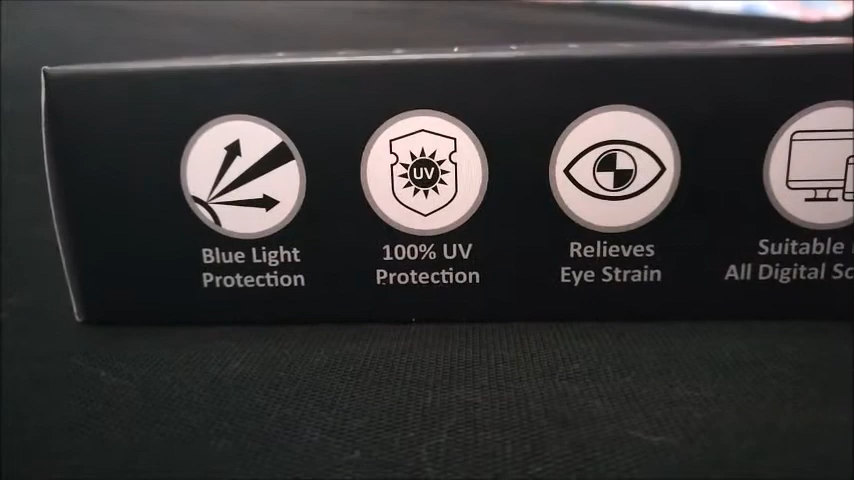 UV
Blue Light
Protection
100% UV
Protection
Relieves
Eye Strain
Suitable
All Digital